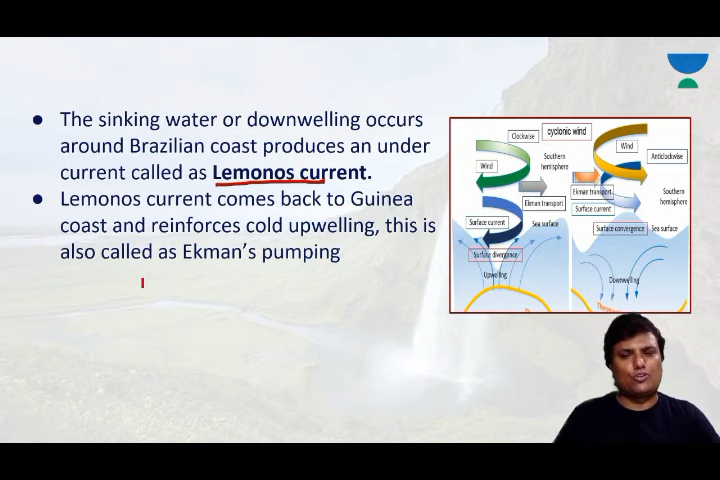 ● The sinking water or downwelling occurs
around Brazilian coast produces an under
current called as Lemonos current.
● Lemonos current comes back to Guinea
coast and reinforces cold upwelling, this is
also called as Ekman's pumping
Clockwise
cyclonic wind
Wind
Southern
hemisphere
Ekman transport
Surface current
Sea surface
Surface divergence
Upwelling
Wind
Anticlockwise
Ekman transport
Surface current
Southern
hemisphere
Surface convergence
Sea surface
Downwelling